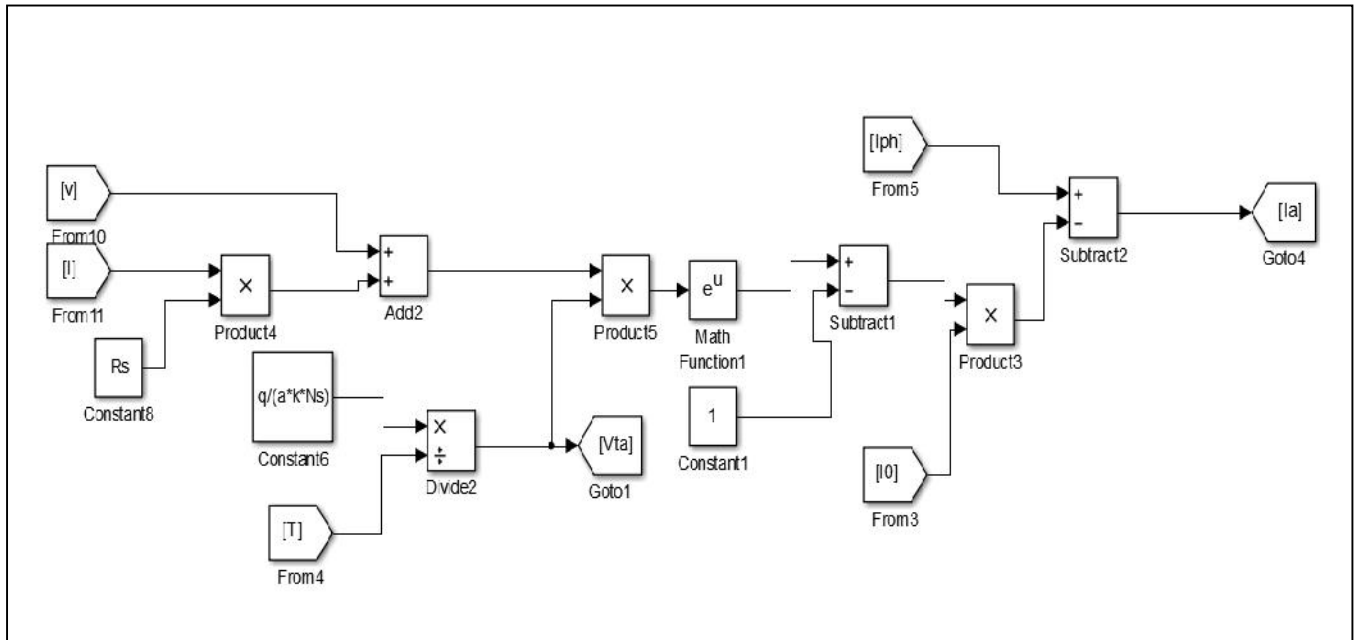 [Iph]
From5
[v]
From10
[Ia]
Goto4
+
−
Subtract2
[I]
From11
×
Product4
+
+
Add2
×
Product5
e^u
Math
Function1
+
−
Subtract1
×
Product3
Rs
Constant8
q/(a*k*Ns)
Constant6
×
÷
Divide2
[Vta]
Goto1
1
Constant1
[I0]
From3
[T]
From4